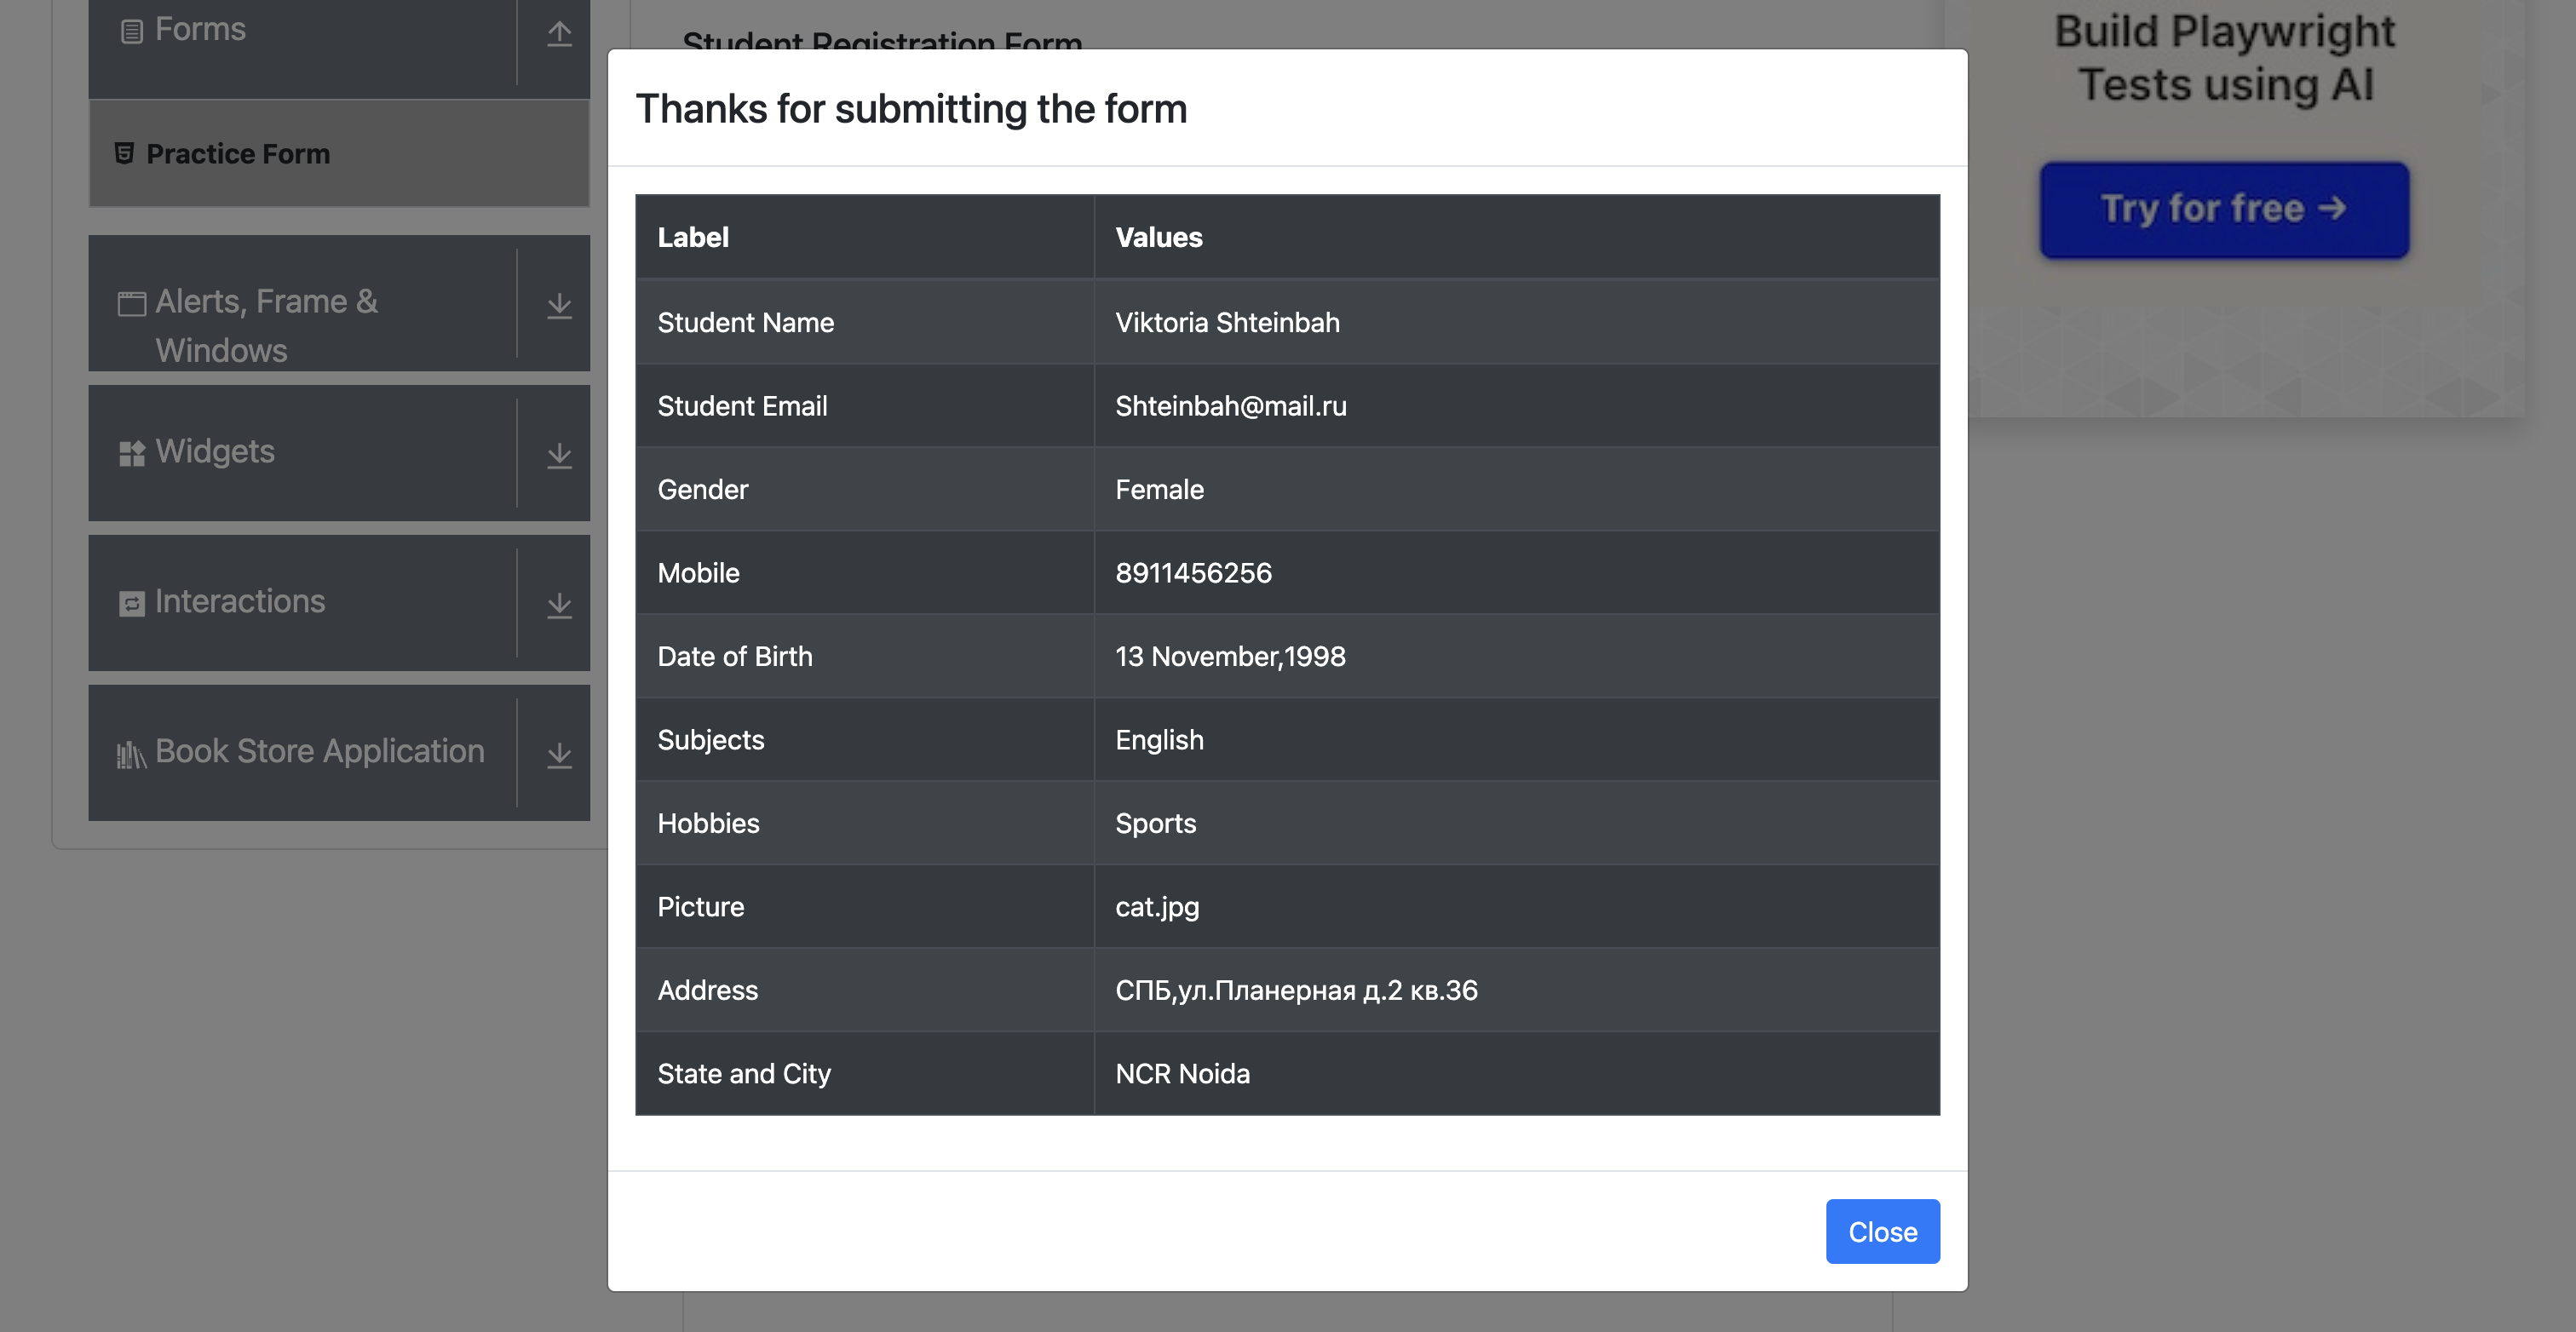 Forms
Practice Form
Alerts, Frame &
Windows
Widgets
Interactions
Book Store Application
Student Registration Form
Thanks for submitting the form
Label Values
Student Name Viktoria Shteinbah
Student Email Shteinbah@mail.ru
Gender Female
Mobile 8911456256
Date of Birth 13 November,1998
Subjects English
Hobbies Sports
Picture cat.jpg
Address СПБ,ул.Планерная д.2 кв.36
State and City NCR Noida
Close
Build Playwright
Tests using AI
Try for free →